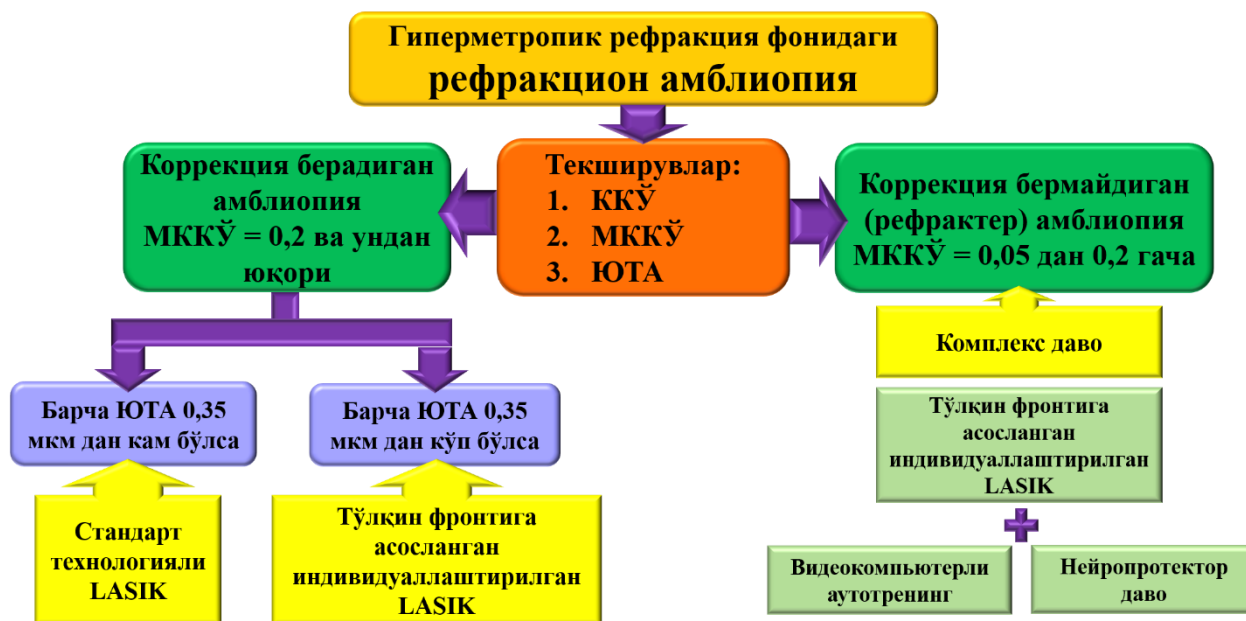 Гиперметропик рефракция фонидаги
рефракцион амблиопия
Коррекция берадиган
амблиопия
МККЎ = 0,2 ва ундан
юқори
Текширувлар:
1. ККЎ
2. МККЎ
3. ЮТА
Коррекция бермайдиган
(рефрактер) амблиопия
МККЎ = 0,05 дан 0,2 гача
Барча ЮТА 0,35
мкм дан кам бўлса
Барча ЮТА 0,35
мкм дан кўп бўлса
Стандарт
технологияли
LASIK
Тўлқин фронтига
асосланган
индивидуаллаштирилган
LASIK
Комплекс даво
Тўлқин фронтига
асосланган
индивидуаллаштирилган
LASIK
Видеокомпьютерли
аутотренинг
Нейропротектор
даво